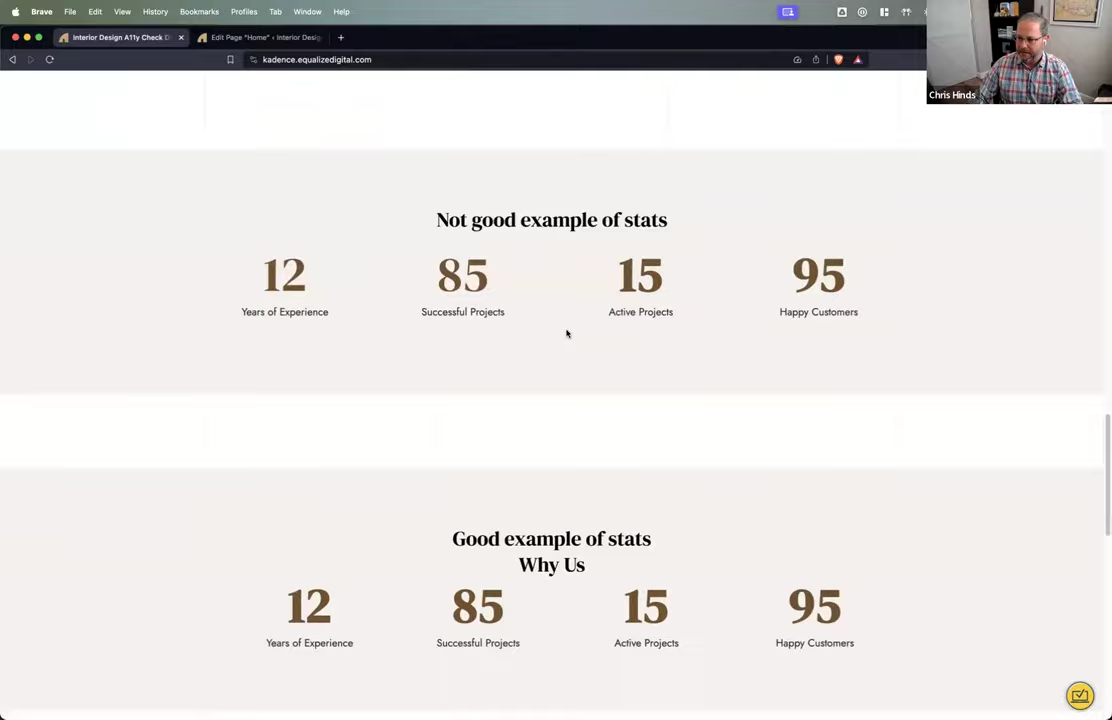 Brave File Edit View History Bookmarks Profiles Tab Window Help
Interior Design A11y Check D
Edit Page “Home” ‹ Interior Desig
kadence.equalizedigital.com
Chris Hinds
Not good example of stats
12 85 15 95
Years of Experience Successful Projects Active Projects Happy Customers
Good example of stats
Why Us
12 85 15 95
Years of Experience Successful Projects Active Projects Happy Customers